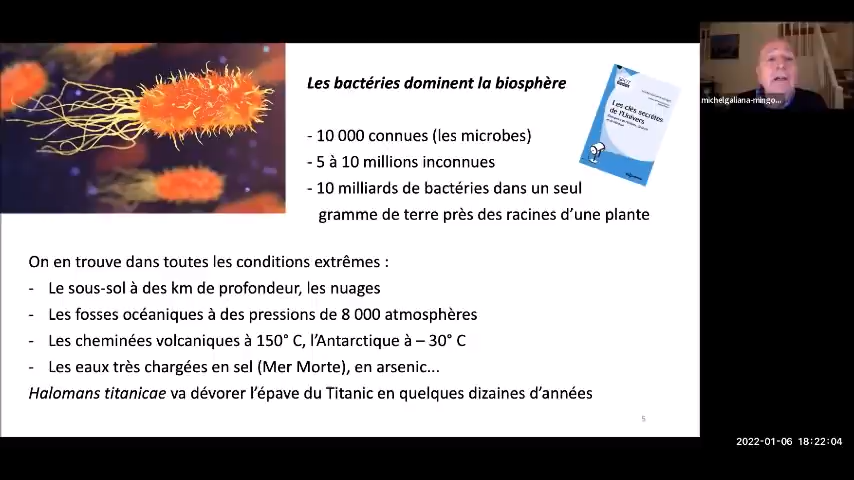 Les bactéries dominent la biosphère
- 10 000 connues (les microbes)
- 5 à 10 millions inconnues
- 10 milliards de bactéries dans un seul
gramme de terre près des racines d'une plante
Les clés secrètes
de l'Univers
On en trouve dans toutes les conditions extrêmes :
- Le sous-sol à des km de profondeur, les nuages
- Les fosses océaniques à des pressions de 8 000 atmosphères
- Les cheminées volcaniques à 150° C, l'Antarctique à – 30° C
- Les eaux très chargées en sel (Mer Morte), en arsenic...
Halomans titanicae va dévorer l'épave du Titanic en quelques dizaines d'années
5
michelgaliana-mingo...
2022-01-06 18:22:04